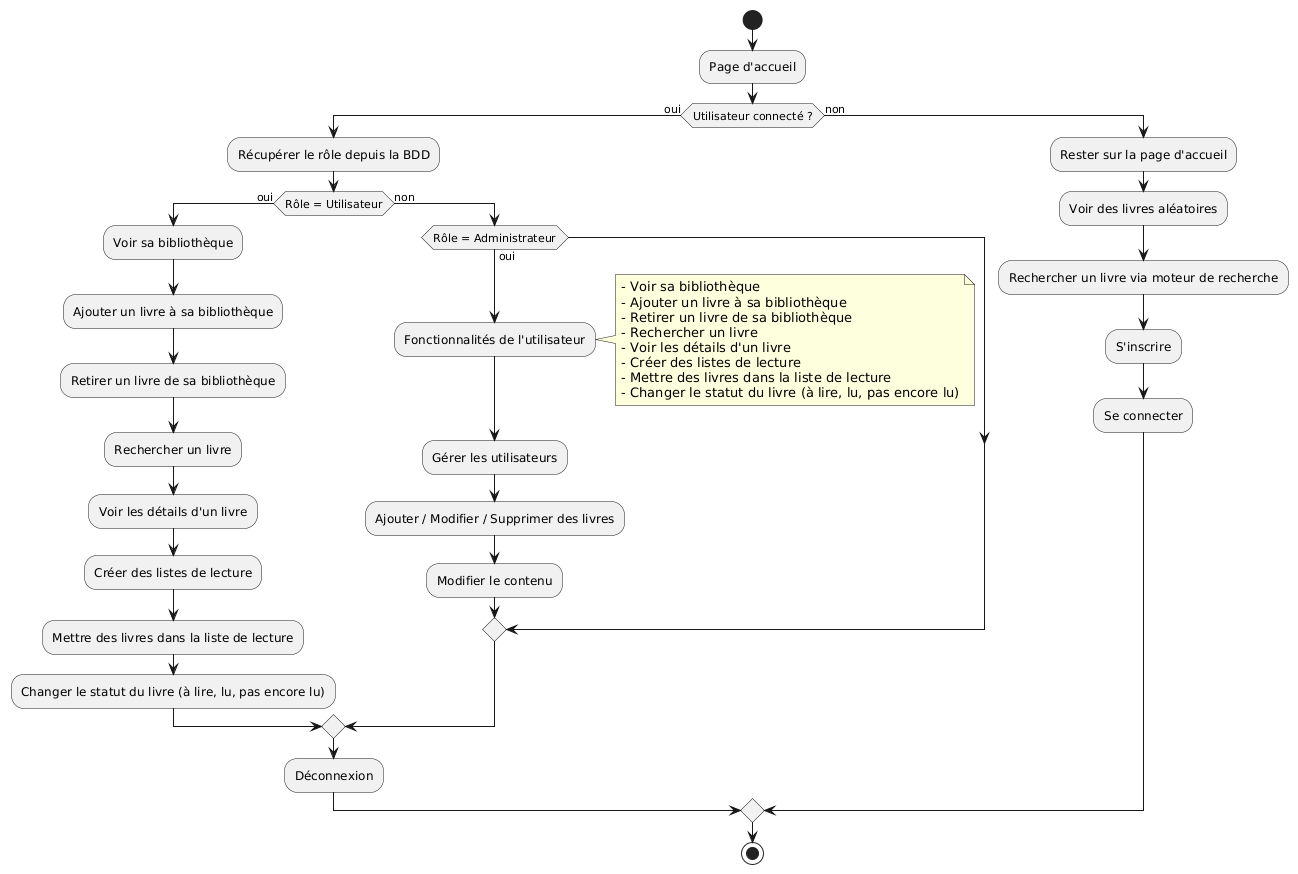 Page d'accueil
oui
Utilisateur connecté ?
non
Récupérer le rôle depuis la BDD
oui
Rôle = Utilisateur
non
Voir sa bibliothèque
Ajouter un livre à sa bibliothèque
Retirer un livre de sa bibliothèque
Rechercher un livre
Voir les détails d'un livre
Créer des listes de lecture
Mettre des livres dans la liste de lecture
Changer le statut du livre (à lire, lu, pas encore lu)
Rôle = Administrateur
oui
Fonctionnalités de l'utilisateur
- Voir sa bibliothèque
- Ajouter un livre à sa bibliothèque
- Retirer un livre de sa bibliothèque
- Rechercher un livre
- Voir les détails d'un livre
- Créer des listes de lecture
- Mettre des livres dans la liste de lecture
- Changer le statut du livre (à lire, lu, pas encore lu)
Gérer les utilisateurs
Ajouter / Modifier / Supprimer des livres
Modifier le contenu
Déconnexion
Rester sur la page d'accueil
Voir des livres aléatoires
Rechercher un livre via moteur de recherche
S'inscrire
Se connecter